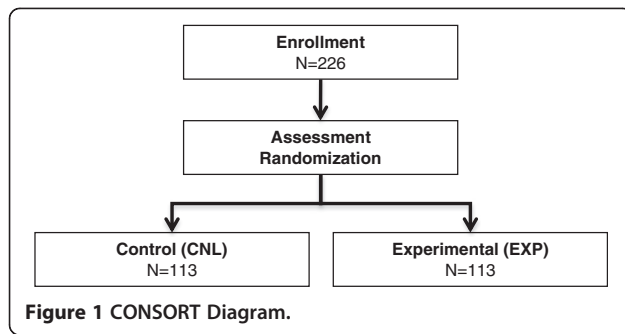 Enrollment
N=226
Assessment
Randomization
Control (CNL)
N=113
Experimental (EXP)
N=113
Figure 1 CONSORT Diagram.